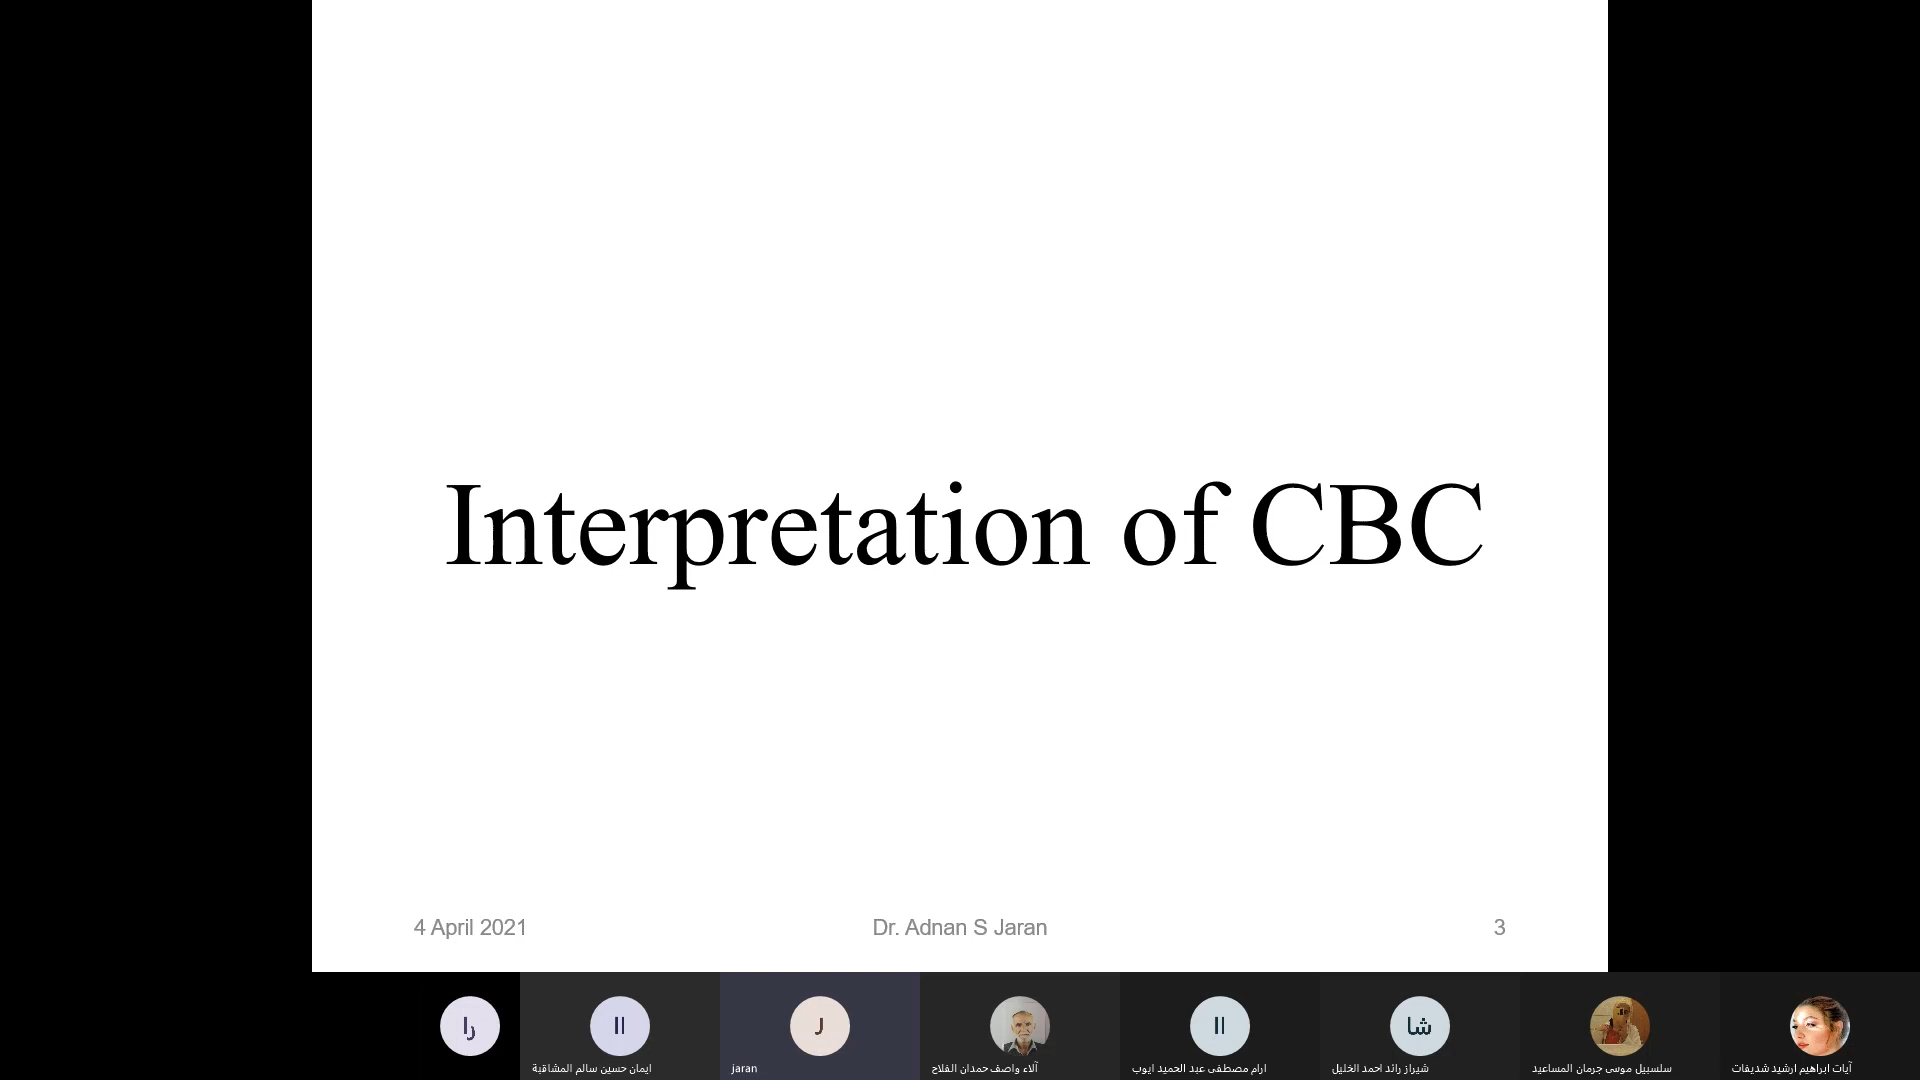 Interpretation of CBC
4 April 2021
Dr. Adnan S Jaran
3
را
اا
J
اا
شا
ايمان حسين سالم المشاقبة
jaran
آلاء واصف حمدان الفلاح
ارام مصطفى عبد الحميد ايوب
شيراز رائد احمد الخليل
سلسبيل موسى جرمان المساعيد
آيات ابراهيم ارشيد شديفات